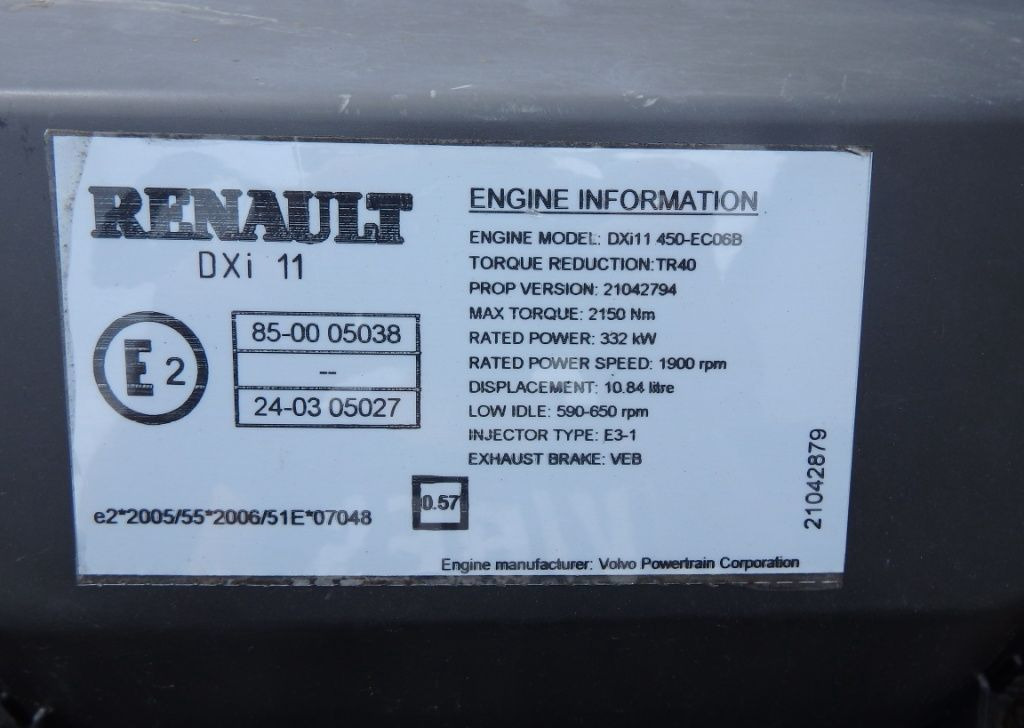 RENAULT
DXi 11
E 2
85-00 05038
--
24-03 05027
e2*2005/55*2006/51E*07048
0.57
ENGINE INFORMATION
ENGINE MODEL: DXi11 450-EC06B
TORQUE REDUCTION:TR40
PROP VERSION: 21042794
MAX TORQUE: 2150 Nm
RATED POWER: 332 kW
RATED POWER SPEED: 1900 rpm
DISPLACEMENT: 10.84 litre
LOW IDLE: 590-650 rpm
INJECTOR TYPE: E3-1
EXHAUST BRAKE: VEB
21042879
Engine manufacturer: Volvo Powertrain Corporation